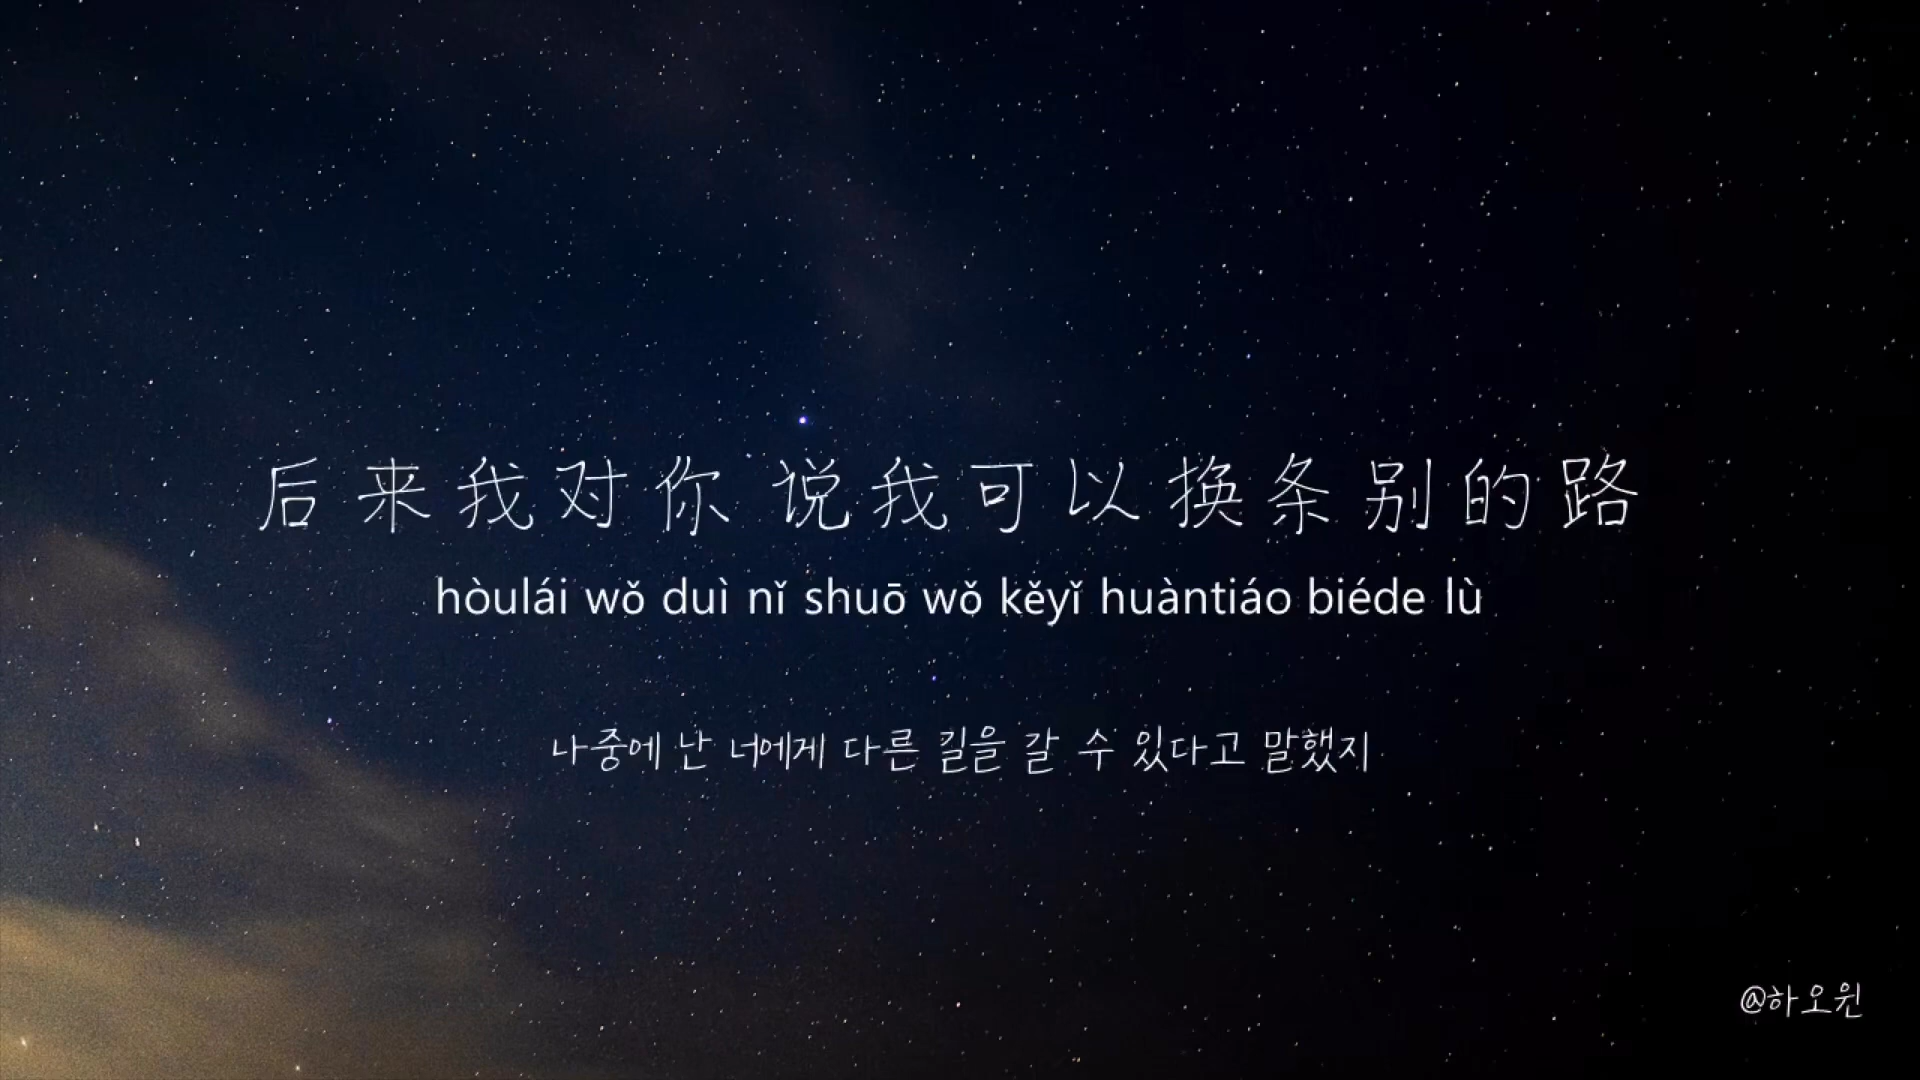 后来我对你 说我可以换条别的路
hòulái wǒ duì nǐ shuō wǒ kěyǐ huàntiáo biéde lù
나중에 난 너에게 다른 길을 갈 수 있다고 말했지
@하오윈